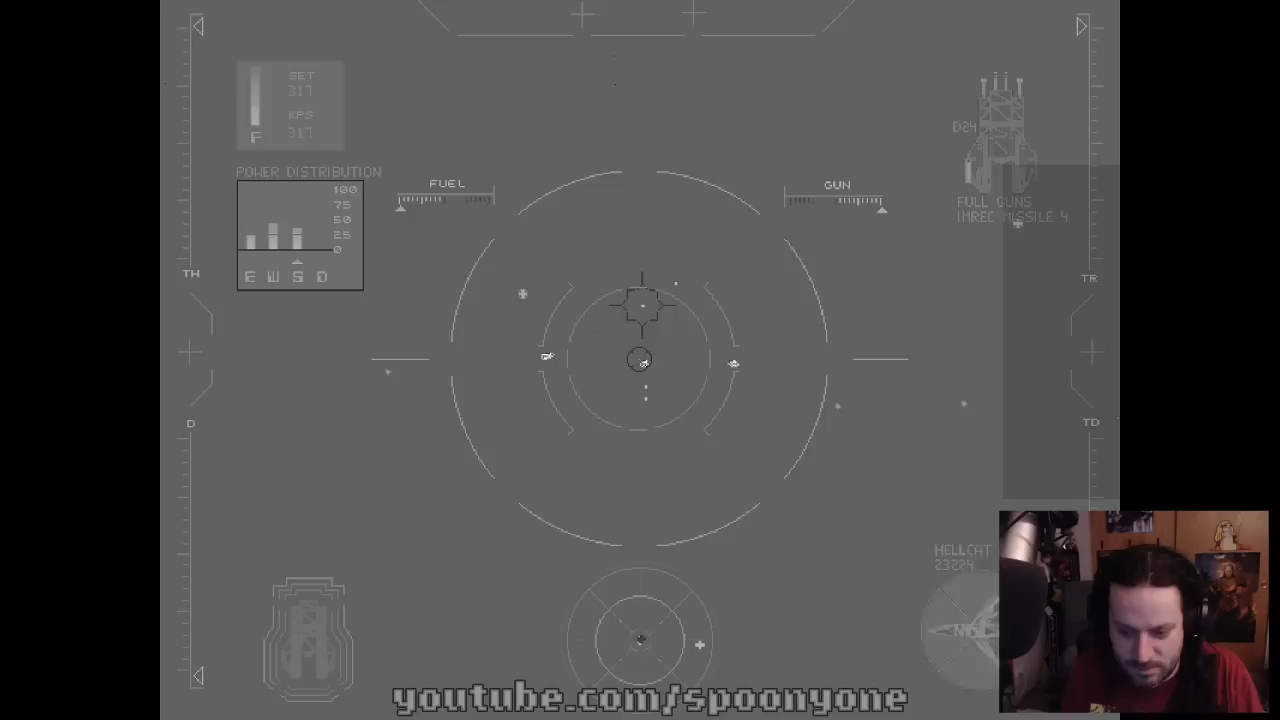 SET
317
KPS
317
F
POWER DISTRIBUTION
100
75
50
25
0
E W S D
FUEL
GUN
D24
FULL GUNS
IMREC MISSILE 4
TH
TR
D
TD
HELLCAT
23224
youtube.com/spoonyone